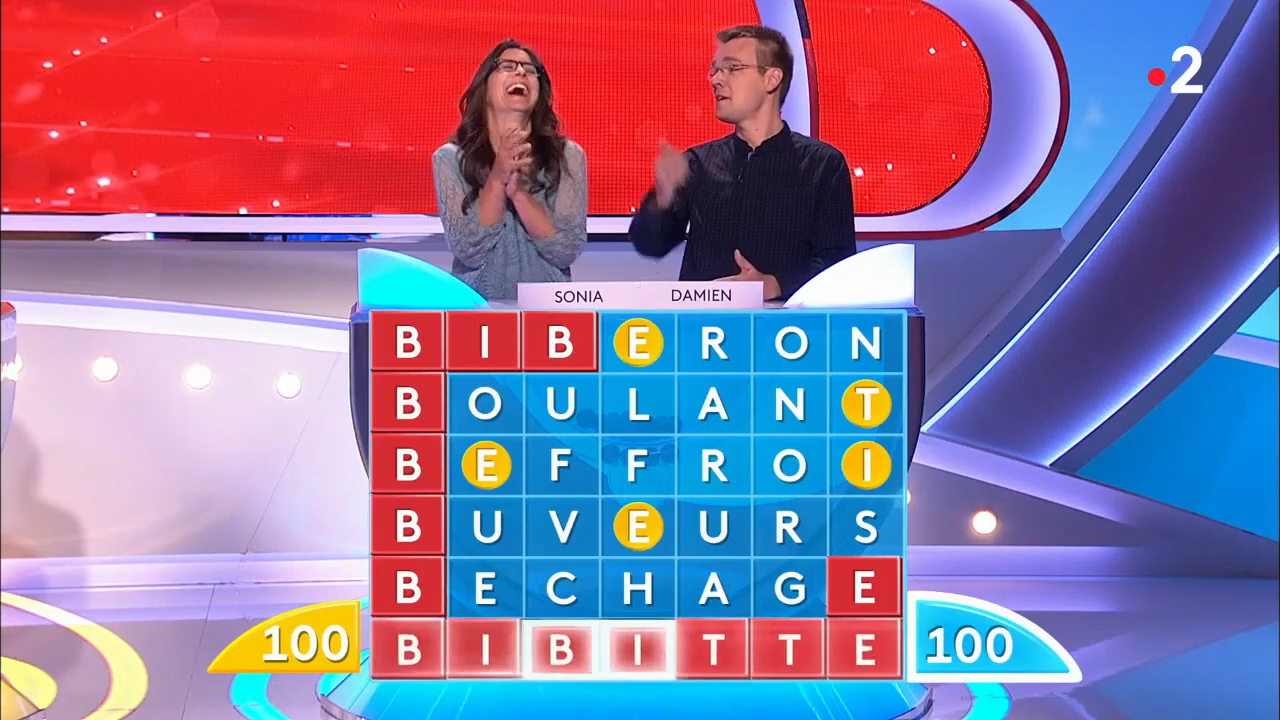 2
SONIA DAMIEN
BIBERON
BOULANT
BEFFROI
BUVEURS
BECHAGE
BIBITTE
100 100